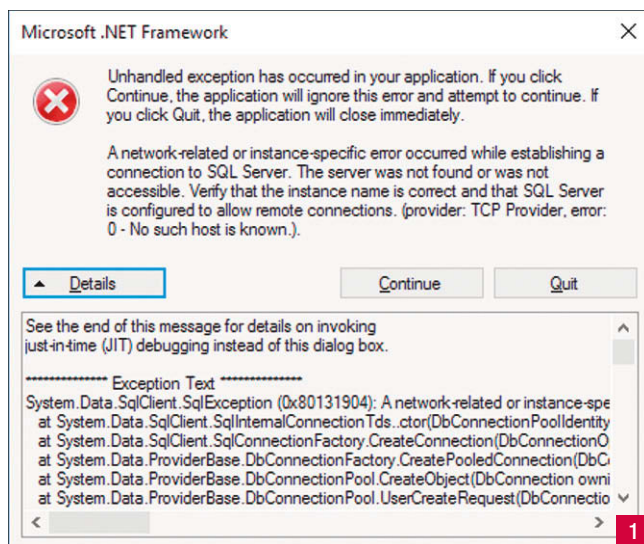 Microsoft .NET Framework
Unhandled exception has occurred in your application. If you click
Continue, the application will ignore this error and attempt to continue. If
you click Quit, the application will close immediately.
A network-related or instance-specific error occurred while establishing a
connection to SQL Server. The server was not found or was not
accessible. Verify that the instance name is correct and that SQL Server
is configured to allow remote connections. (provider: TCP Provider, error:
0 - No such host is known.).
Details
Continue
Quit
See the end of this message for details on invoking
just-in-time (JIT) debugging instead of this dialog box.
************** Exception Text **************
System.Data.SqlClient.SqlException (0x80131904): A network-related or instance-spe
at System.Data.SqlClient.SqlInternalConnectionTds..ctor(DbConnectionPoolIdentity
at System.Data.SqlClient.SqlConnectionFactory.CreateConnection(DbConnectionO
at System.Data.ProviderBase.DbConnectionFactory.CreatePooledConnection(DbC
at System.Data.ProviderBase.DbConnectionPool.CreateObject(DbConnection owni
at System.Data.ProviderBase.DbConnectionPool.UserCreateRequest(DbConnectio
1